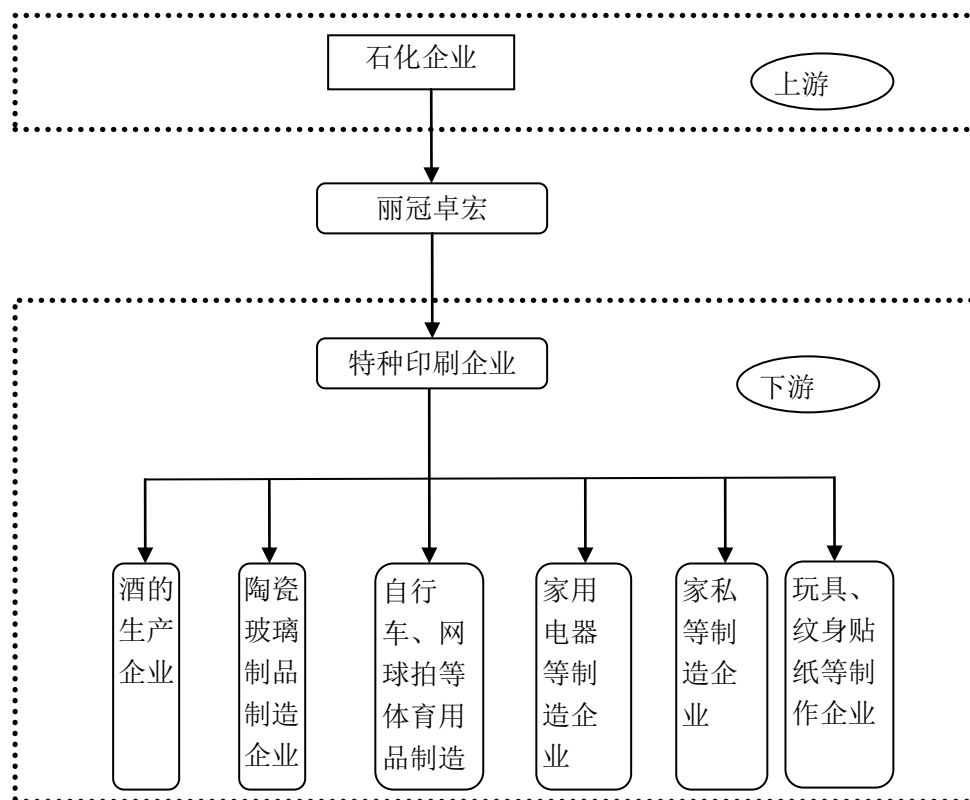 石化企业
上游
丽冠卓宏
特种印刷企业
下游
酒的
生产
企业
陶瓷
玻璃
制品
制造
企业
自行
车、网
球拍等
体育用
品制造
家用
电器
等制
造企
业
家私
等制
造企
业
玩具、
纹身贴
纸等制
作企业